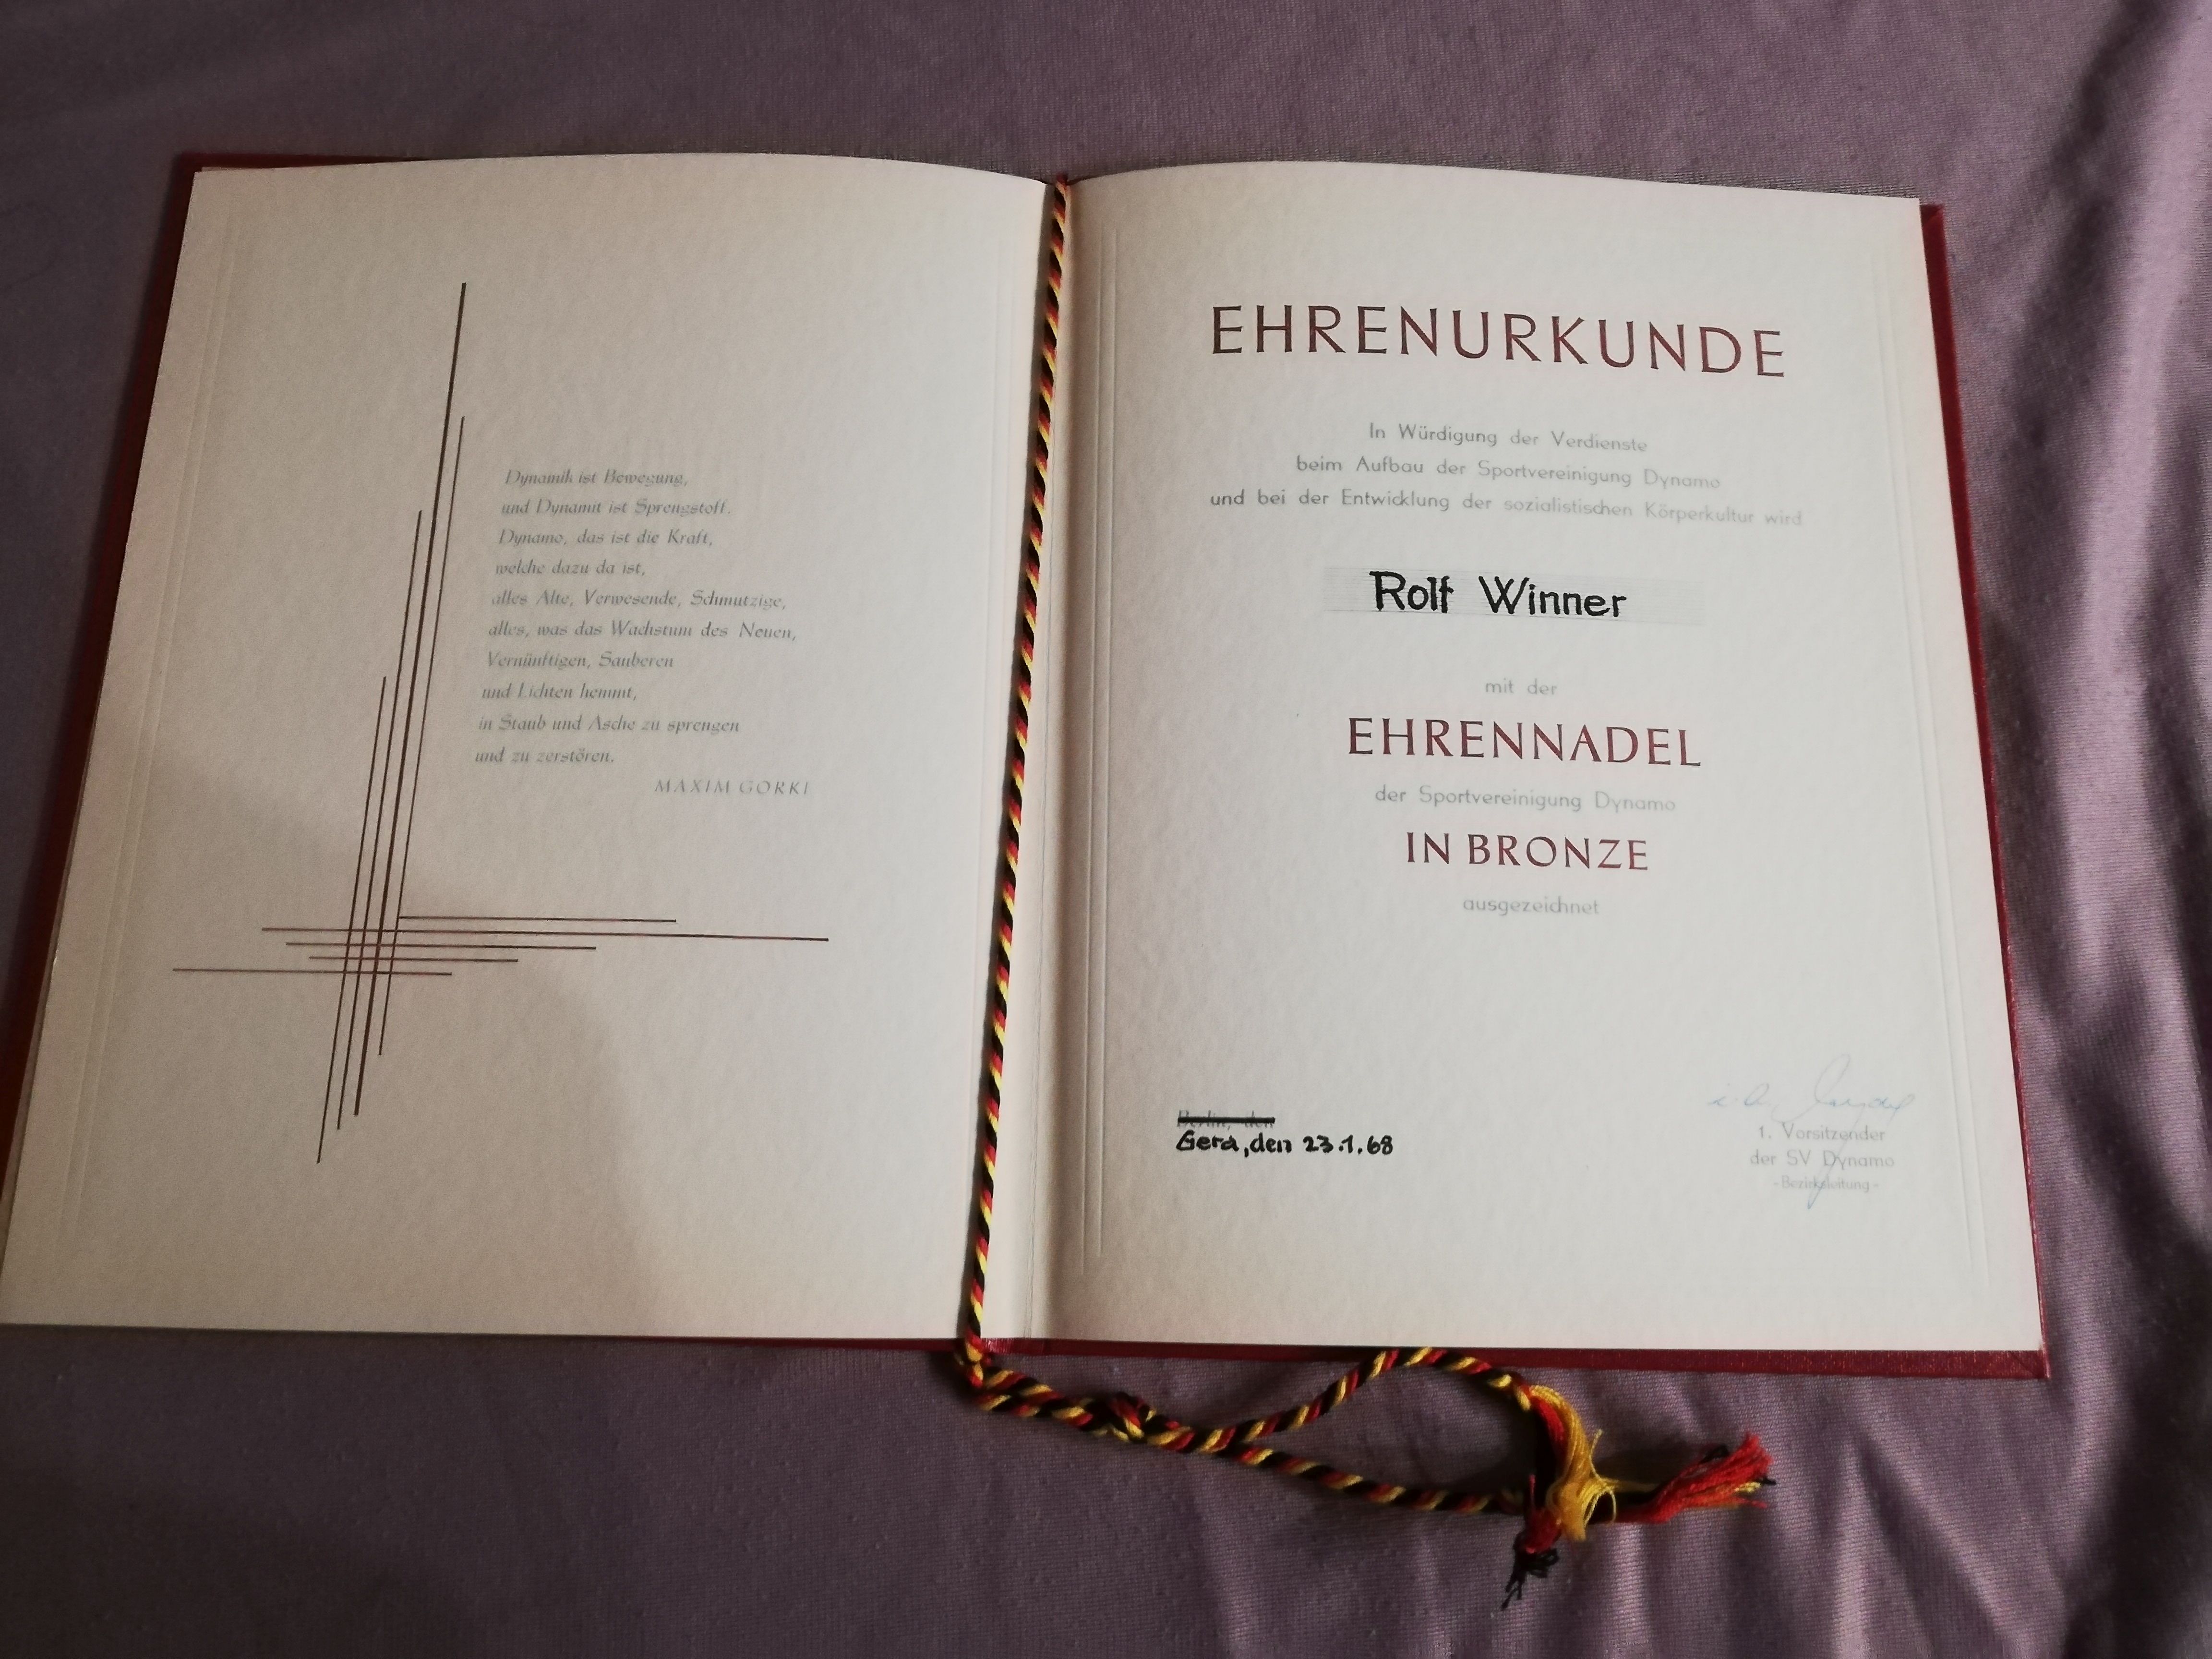 Dynamik ist Bewegung,
und Dynamit ist Sprengstoff.
Dynamo, das ist die Kraft,
welche dazu da ist,
alles Alte, Verwesende, Schmutzige,
alles, was das Wachstum des Neuen,
Vernünftigen, Sauberen
und Lichten hemmt,
in Staub und Asche zu sprengen
und zu zerstören.
MAXIM GORKI
EHRENURKUNDE
In Würdigung der Verdienste
beim Aufbau der Sportvereinigung Dynamo
und bei der Entwicklung der sozialistischen Körperkultur wird
Rolf Winner
mit der
EHRENNADEL
der Sportvereinigung Dynamo
IN BRONZE
ausgezeichnet
Berlin, den
Gera, den 23.1.68
1. Vorsitzender
der SV Dynamo
-Bezirksleitung-